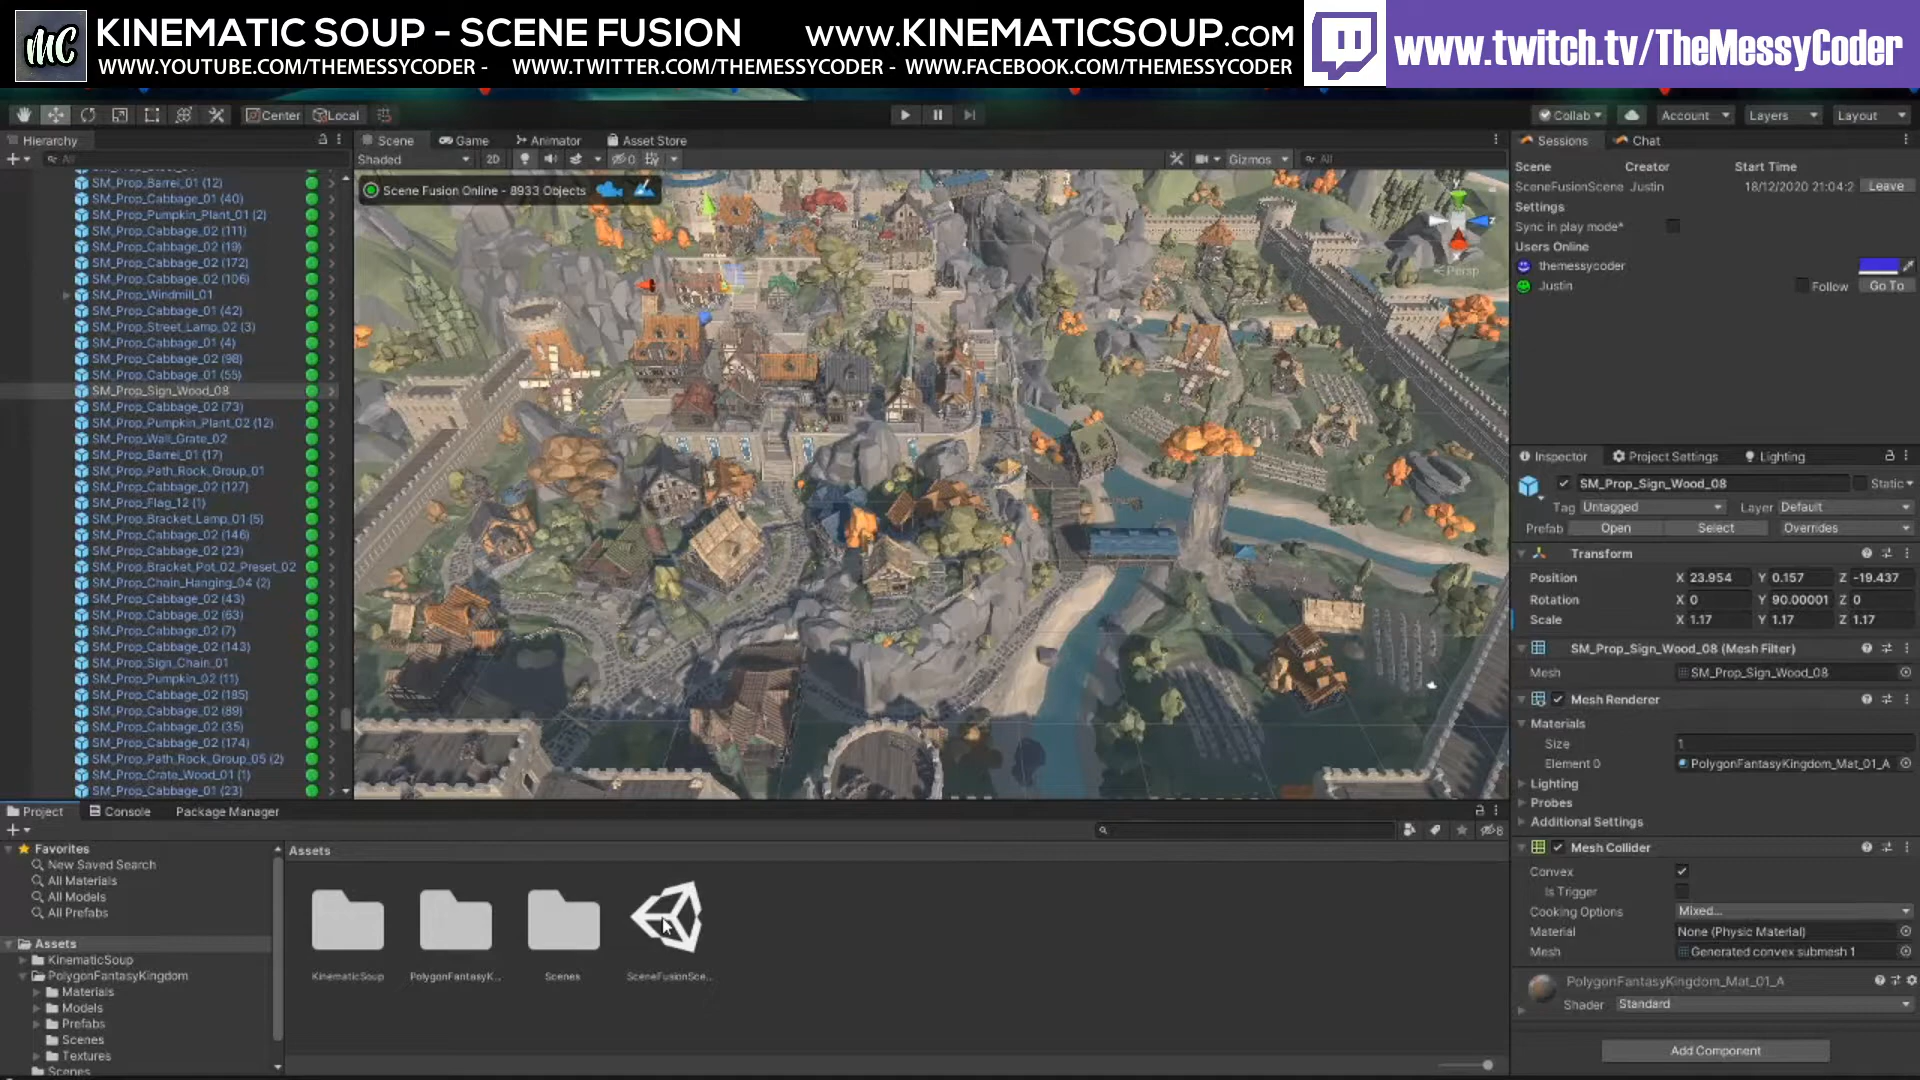 MC
KINEMATIC SOUP - SCENE FUSION
WWW.KINEMATICSOUP.COM
WWW.YOUTUBE.COM/THEMESSYCODER - WWW.TWITTER.COM/THEMESSYCODER - WWW.FACEBOOK.COM/THEMESSYCODER
www.twitch.tv/TheMessyCoder
Center Local
Collab Account Layers Layout
Hierarchy
All
SM_Prop_Barrel_01 (12)
SM_Prop_Cabbage_01 (40)
SM_Prop_Pumpkin_Plant_01 (2)
SM_Prop_Cabbage_02 (111)
SM_Prop_Cabbage_02 (19)
SM_Prop_Cabbage_02 (172)
SM_Prop_Cabbage_02 (106)
SM_Prop_Windmill_01
SM_Prop_Cabbage_01 (42)
SM_Prop_Street_Lamp_02 (3)
SM_Prop_Cabbage_01 (4)
SM_Prop_Cabbage_02 (98)
SM_Prop_Cabbage_01 (55)
SM_Prop_Sign_Wood_08
SM_Prop_Cabbage_02 (73)
SM_Prop_Pumpkin_Plant_02 (12)
SM_Prop_Wall_Grate_02
SM_Prop_Barrel_01 (17)
SM_Prop_Path_Rock_Group_01
SM_Prop_Cabbage_02 (127)
SM_Prop_Flag_12 (1)
SM_Prop_Bracket_Lamp_01 (5)
SM_Prop_Cabbage_02 (146)
SM_Prop_Cabbage_02 (23)
SM_Prop_Bracket_Pot_02_Preset_02
SM_Prop_Chain_Hanging_04 (2)
SM_Prop_Cabbage_02 (43)
SM_Prop_Cabbage_02 (63)
SM_Prop_Cabbage_02 (7)
SM_Prop_Cabbage_02 (143)
SM_Prop_Sign_Chain_01
SM_Prop_Pumpkin_02 (11)
SM_Prop_Cabbage_02 (185)
SM_Prop_Cabbage_02 (89)
SM_Prop_Cabbage_02 (35)
SM_Prop_Cabbage_02 (174)
SM_Prop_Path_Rock_Group_05 (2)
SM_Prop_Crate_Wood_01 (1)
SM_Prop_Cabbage_01 (23)
Scene Game Animator Asset Store
Shaded 2D 0 Gizmos All
Scene Fusion Online - 8933 Objects
Persp
Sessions Chat
Scene Creator Start Time
SceneFusionScene Justin 18/12/2020 21:04:2 Leave
Settings
Sync in play mode*
Users Online
themessycoder
Justin Follow Go To
Inspector Project Settings Lighting
SM_Prop_Sign_Wood_08 Static
Tag Untagged Layer Default
Prefab Open Select Overrides
Transform
Position X 23.954 Y 0.157 Z -19.437
Rotation X 0 Y 90.00001 Z 0
Scale X 1.17 Y 1.17 Z 1.17
SM_Prop_Sign_Wood_08 (Mesh Filter)
Mesh SM_Prop_Sign_Wood_08
Mesh Renderer
Materials
Size 1
Element 0 PolygonFantasyKingdom_Mat_01_A
Lighting
Probes
Additional Settings
Mesh Collider
Convex
Is Trigger
Cooking Options Mixed...
Material None (Physic Material)
Mesh Generated convex submesh 1
PolygonFantasyKingdom_Mat_01_A
Shader Standard
Add Component
Project Console Package Manager
8
Favorites
New Saved Search
All Materials
All Models
All Prefabs
Assets
KinematicSoup
PolygonFantasyKingdom
Materials
Models
Prefabs
Scenes
Textures
Scenes
Assets
KinematicSoup PolygonFantasyK... Scenes SceneFusionSce...